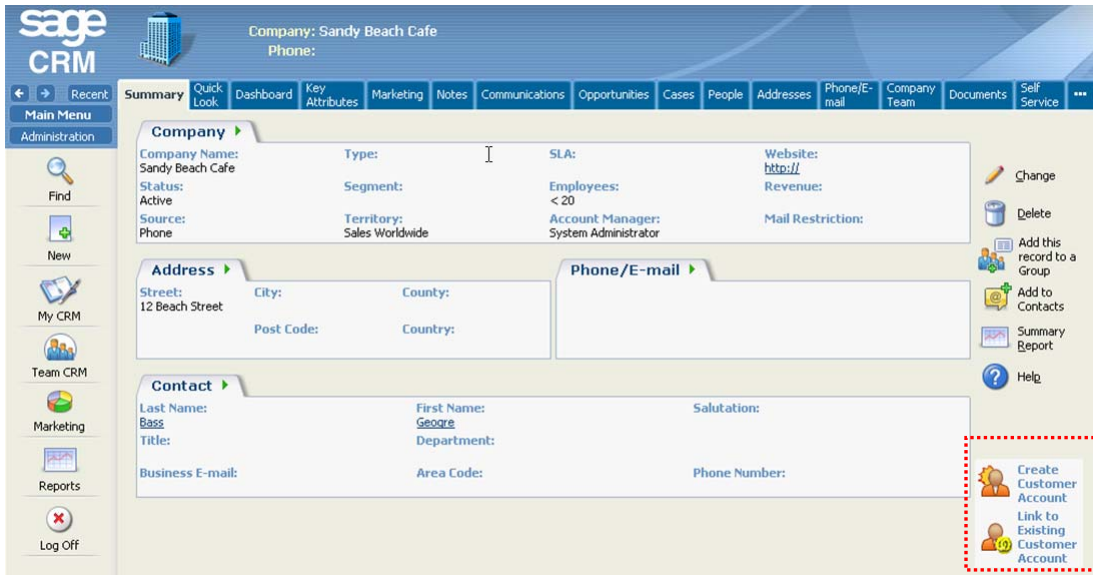 sage
CRM
Company: Sandy Beach Cafe
Phone:
Recent
Main Menu
Administration
Find
New
My CRM
Team CRM
Marketing
Reports
Log Off
Summary
Quick
Look
Dashboard
Key
Attributes
Marketing
Notes
Communications
Opportunities
Cases
People
Addresses
Phone/E-
mail
Company
Team
Documents
Self
Service
...
Company
Company Name: Type: SLA: Website:
Sandy Beach Cafe http://
Status: Segment: Employees: Revenue:
Active < 20
Source: Territory: Account Manager: Mail Restriction:
Phone Sales Worldwide System Administrator
Address
Street: City: County:
12 Beach Street
Post Code: Country:
Phone/E-mail
Contact
Last Name: First Name: Salutation:
Bass Geogre
Title: Department:
Business E-mail: Area Code: Phone Number:
Change
Delete
Add this
record to a
Group
Add to
Contacts
Summary
Report
Help
Create
Customer
Account
Link to
Existing
Customer
Account